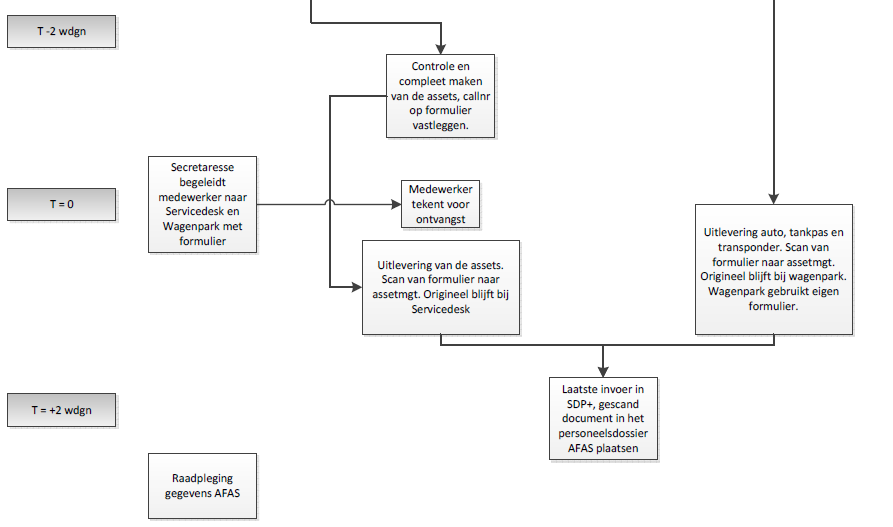 T -2 wdgn
Controle en
compleet maken
van de assets, callnr
op formulier
vastleggen.
Secretaresse
begeleidt
medewerker naar
Servicedesk en
Wagenpark met
formulier
T = 0
Medewerker
tekent voor
ontvangst
Uitlevering van de assets.
Scan van formulier naar
assetmgt. Origineel blijft bij
Servicedesk
Uitlevering auto, tankpas en
transponder. Scan van
formulier naar assetmgt.
Origineel blijft bij wagenpark.
Wagenpark gebruikt eigen
formulier.
T = +2 wdgn
Laatste invoer in
SDP+, gescand
document in het
personeelsdossier
AFAS plaatsen
Raadpleging
gegevens AFAS